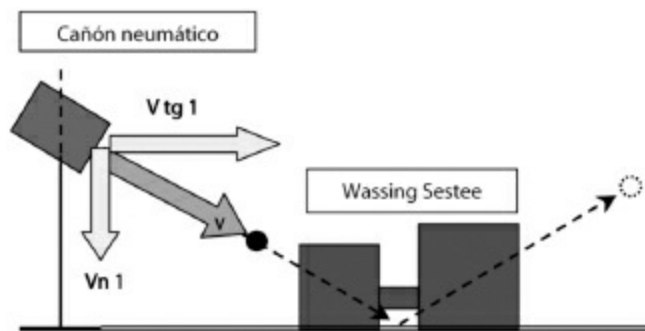 Cañón neumático
V tg 1
Wassing Sestee
V
Vn 1